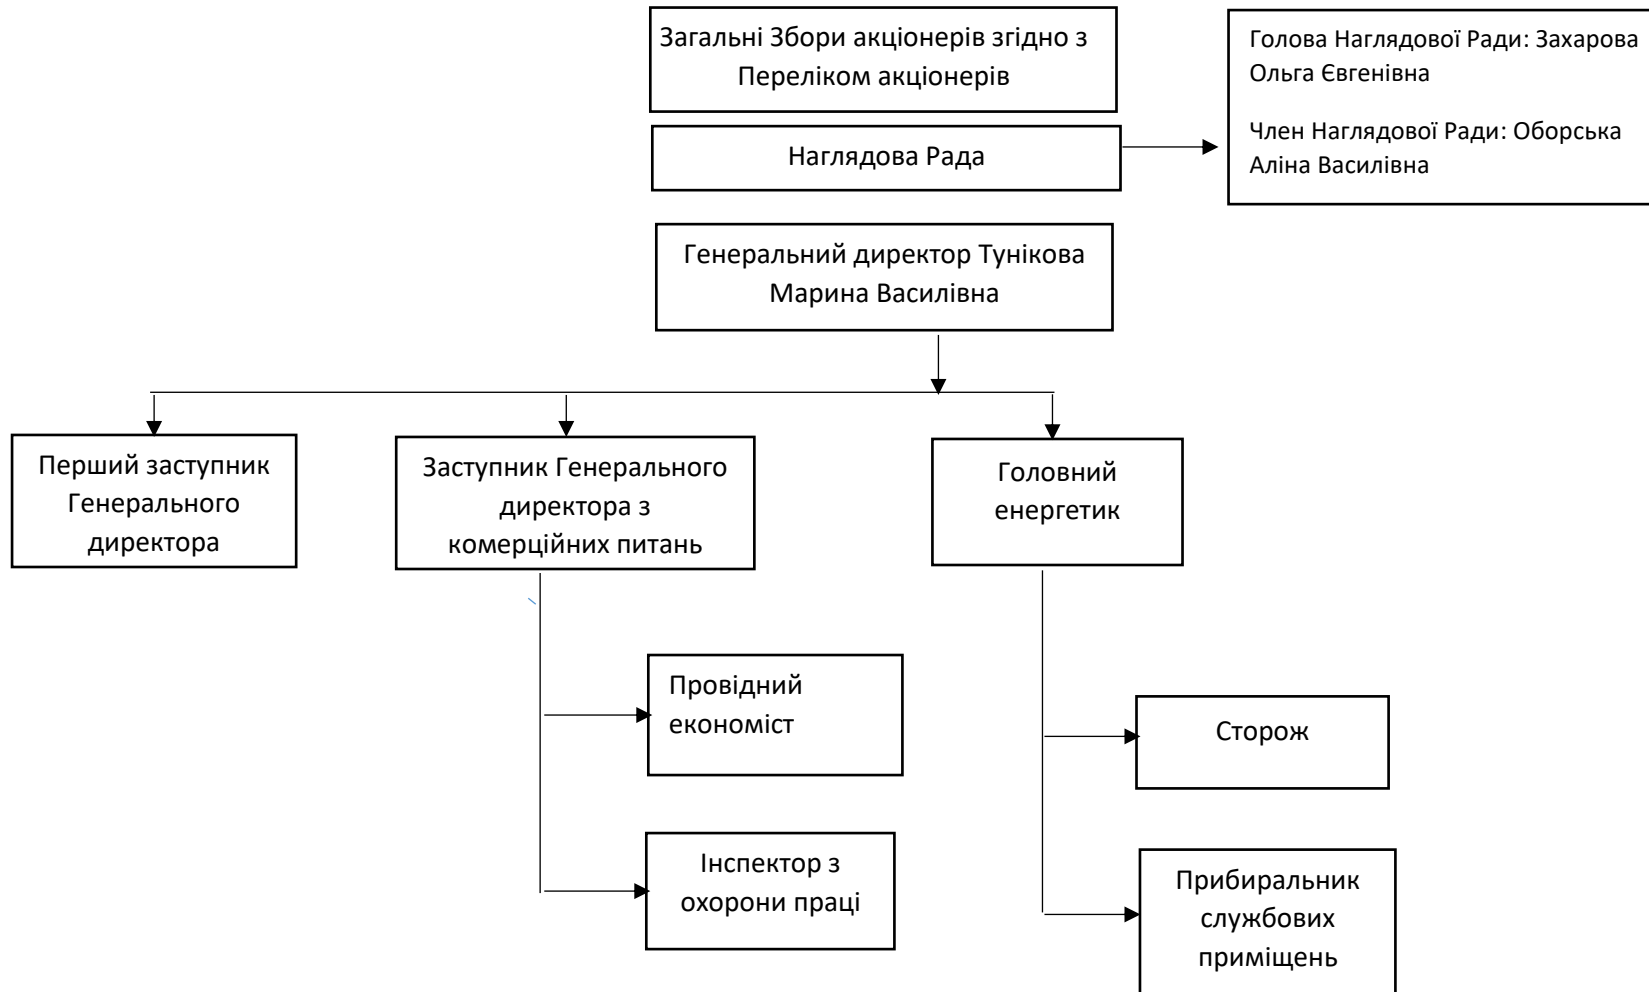 Загальні Збори акціонерів згідно з
Переліком акціонерів
Голова Наглядової Ради: Захарова
Ольга Євгенівна
Член Наглядової Ради: Оборська
Аліна Василівна
Наглядова Рада
Генеральний директор Тунікова
Марина Василівна
Перший заступник
Генерального
директора
Заступник Генерального
директора з
комерційних питань
Головний
енергетик
Провідний
економіст
Сторож
Інспектор з
охорони праці
Прибиральник
службових
приміщень